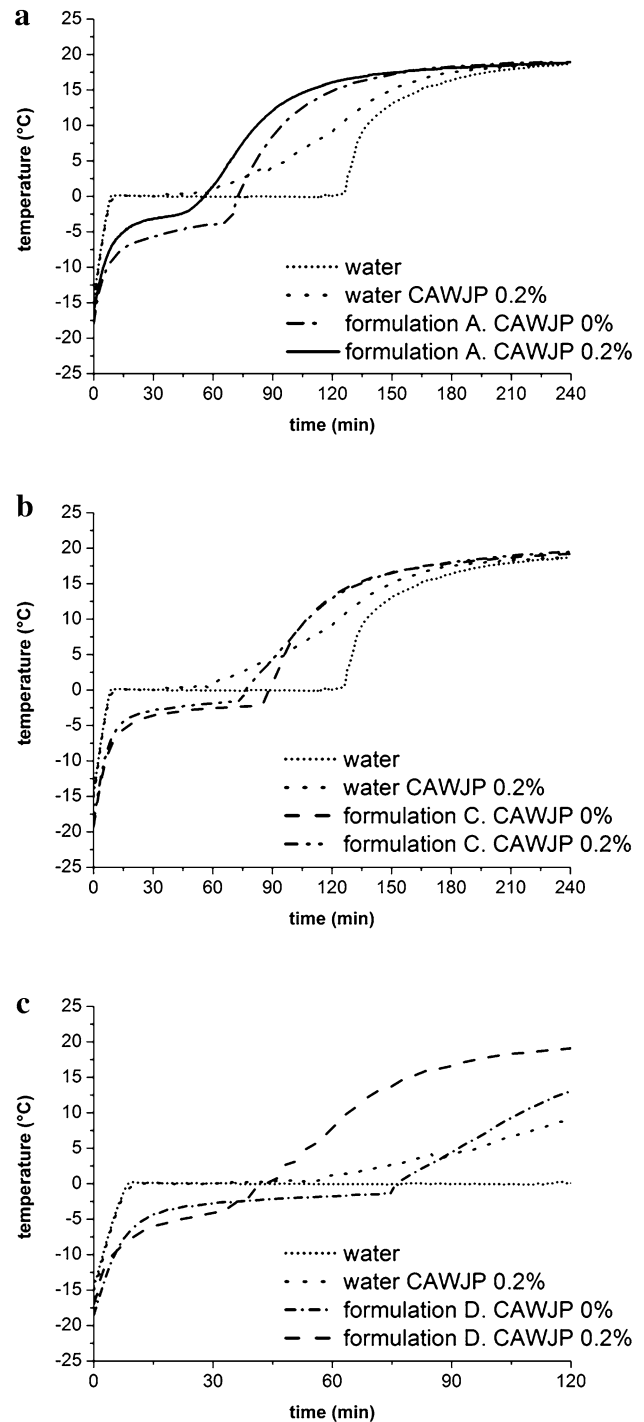 a
25
20
15
10
5
0
-5
-10
-15
-20
-25
temperature (°C)
water
water CAWJP 0.2%
formulation A. CAWJP 0%
formulation A. CAWJP 0.2%
0 30 60 90 120 150 180 210 240
time (min)
b
25
20
15
10
5
0
-5
-10
-15
-20
-25
temperature (°C)
water
water CAWJP 0.2%
formulation C. CAWJP 0%
formulation C. CAWJP 0.2%
0 30 60 90 120 150 180 210 240
time (min)
c
25
20
15
10
5
0
-5
-10
-15
-20
-25
temperature (°C)
water
water CAWJP 0.2%
formulation D. CAWJP 0%
formulation D. CAWJP 0.2%
0 30 60 90 120
time (min)